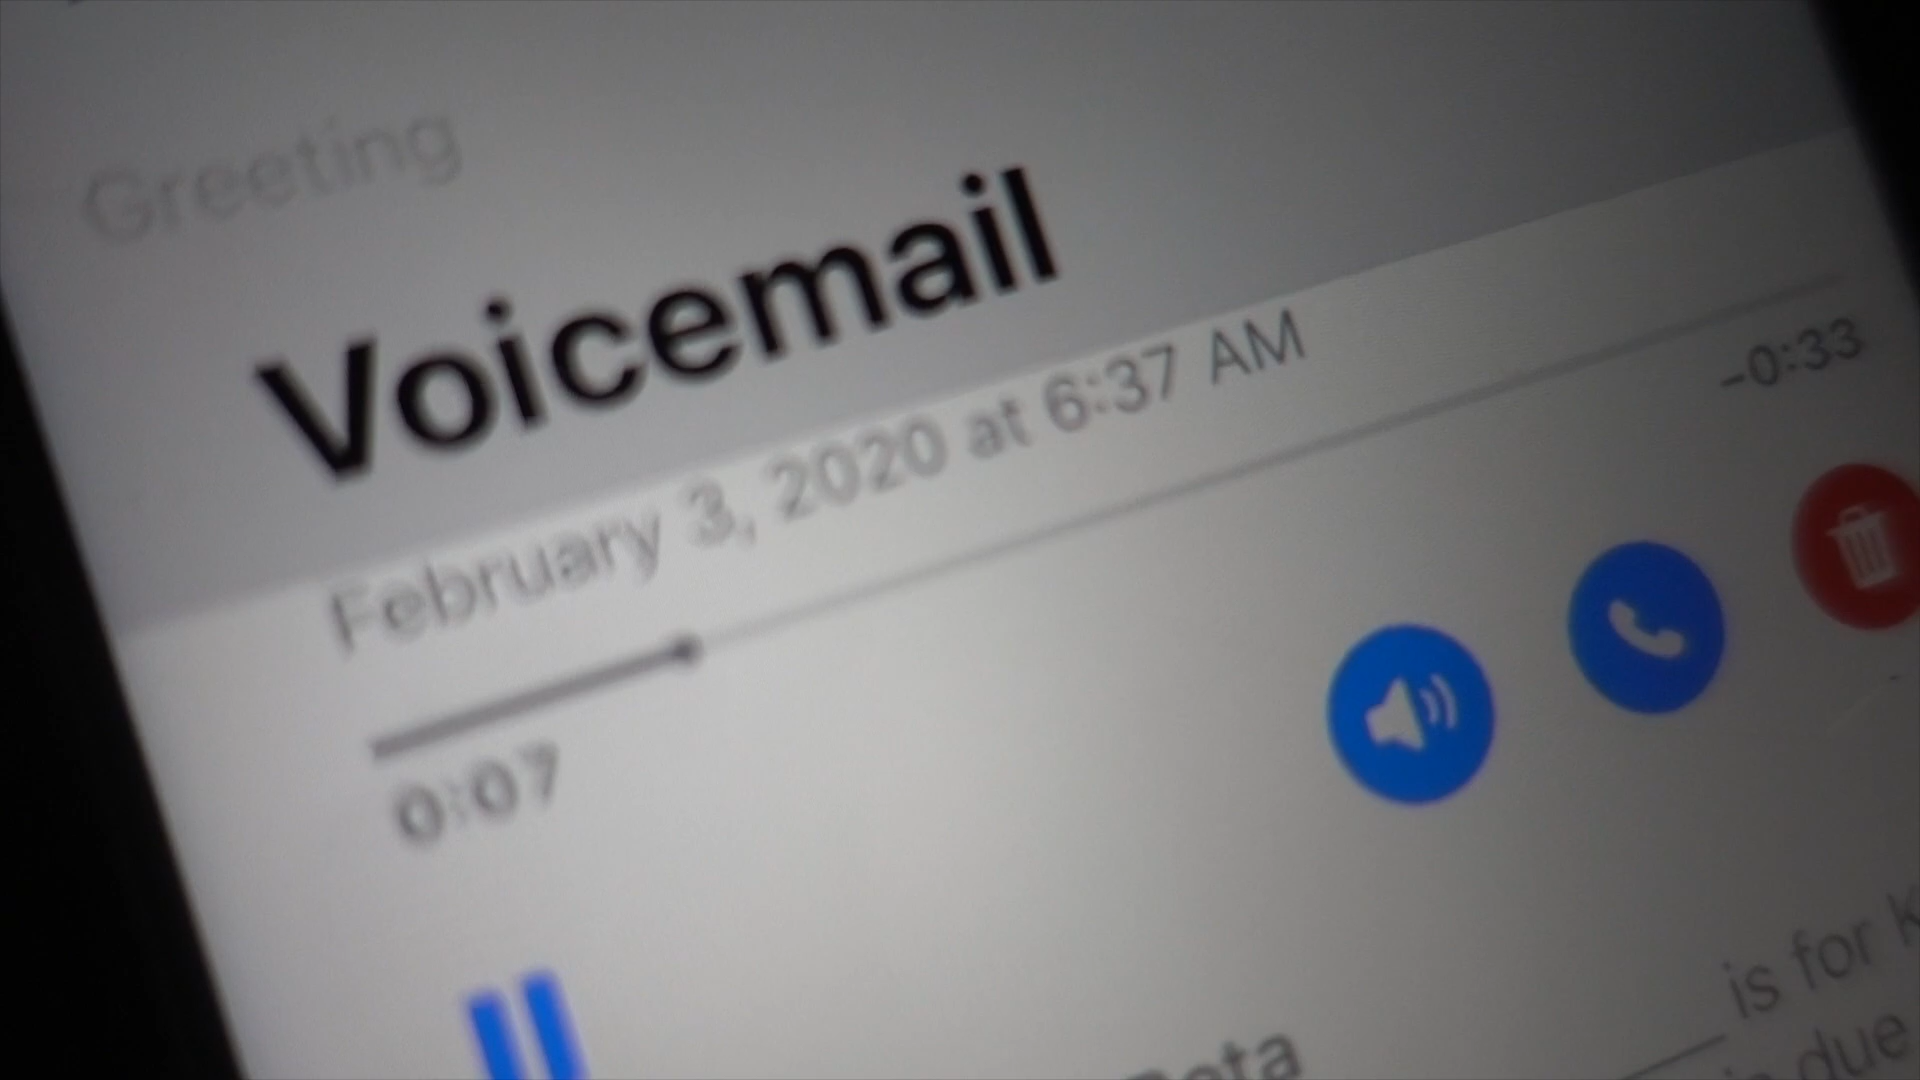 Greeting
Voicemail
February 3, 2020 at 6:37 AM
0:07
-0:33
is for K
due